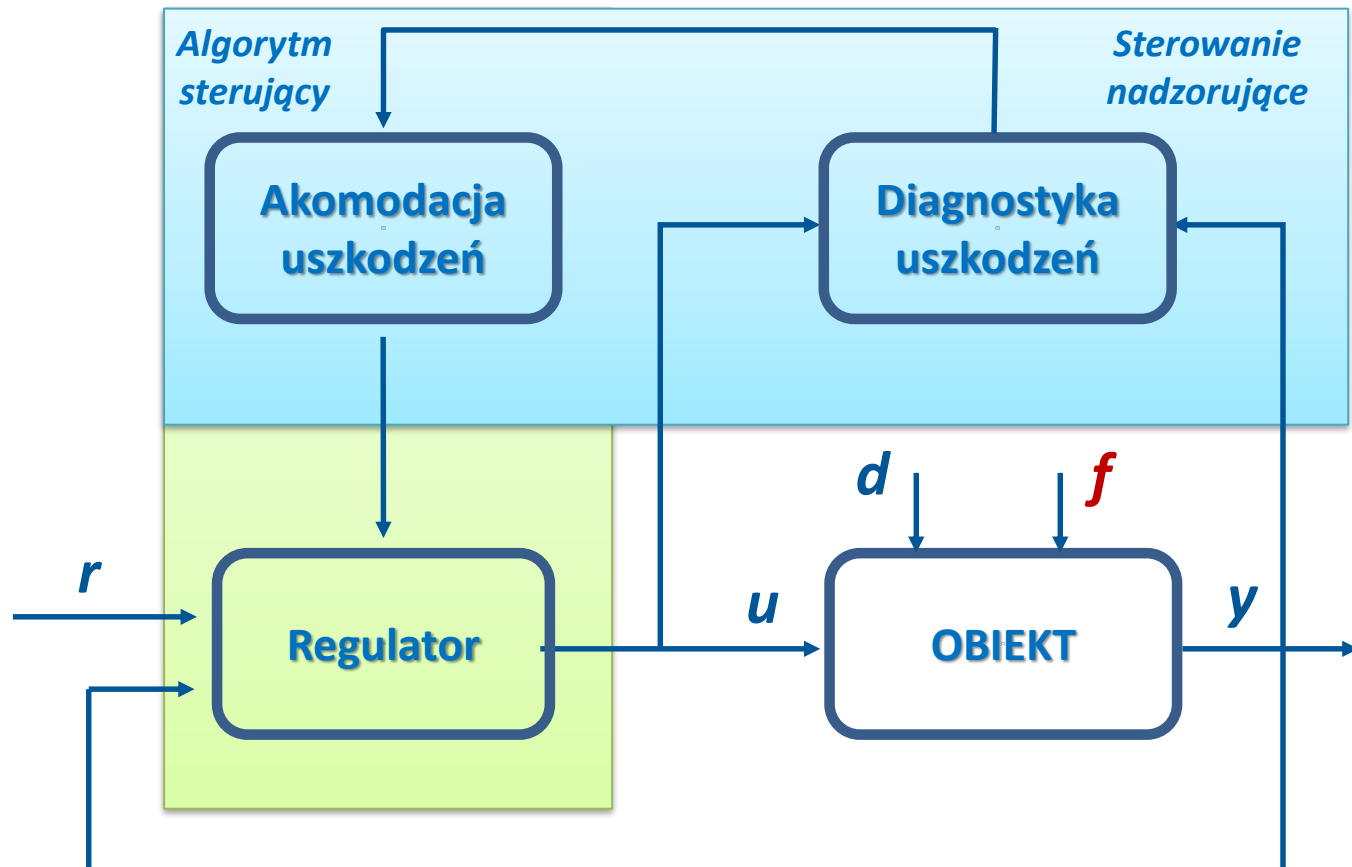 Algorytm
sterujący
Sterowanie
nadzorujące
Akomodacja
uszkodzeń
Diagnostyka
uszkodzeń
d
f
r
Regulator
u
OBIEKT
y